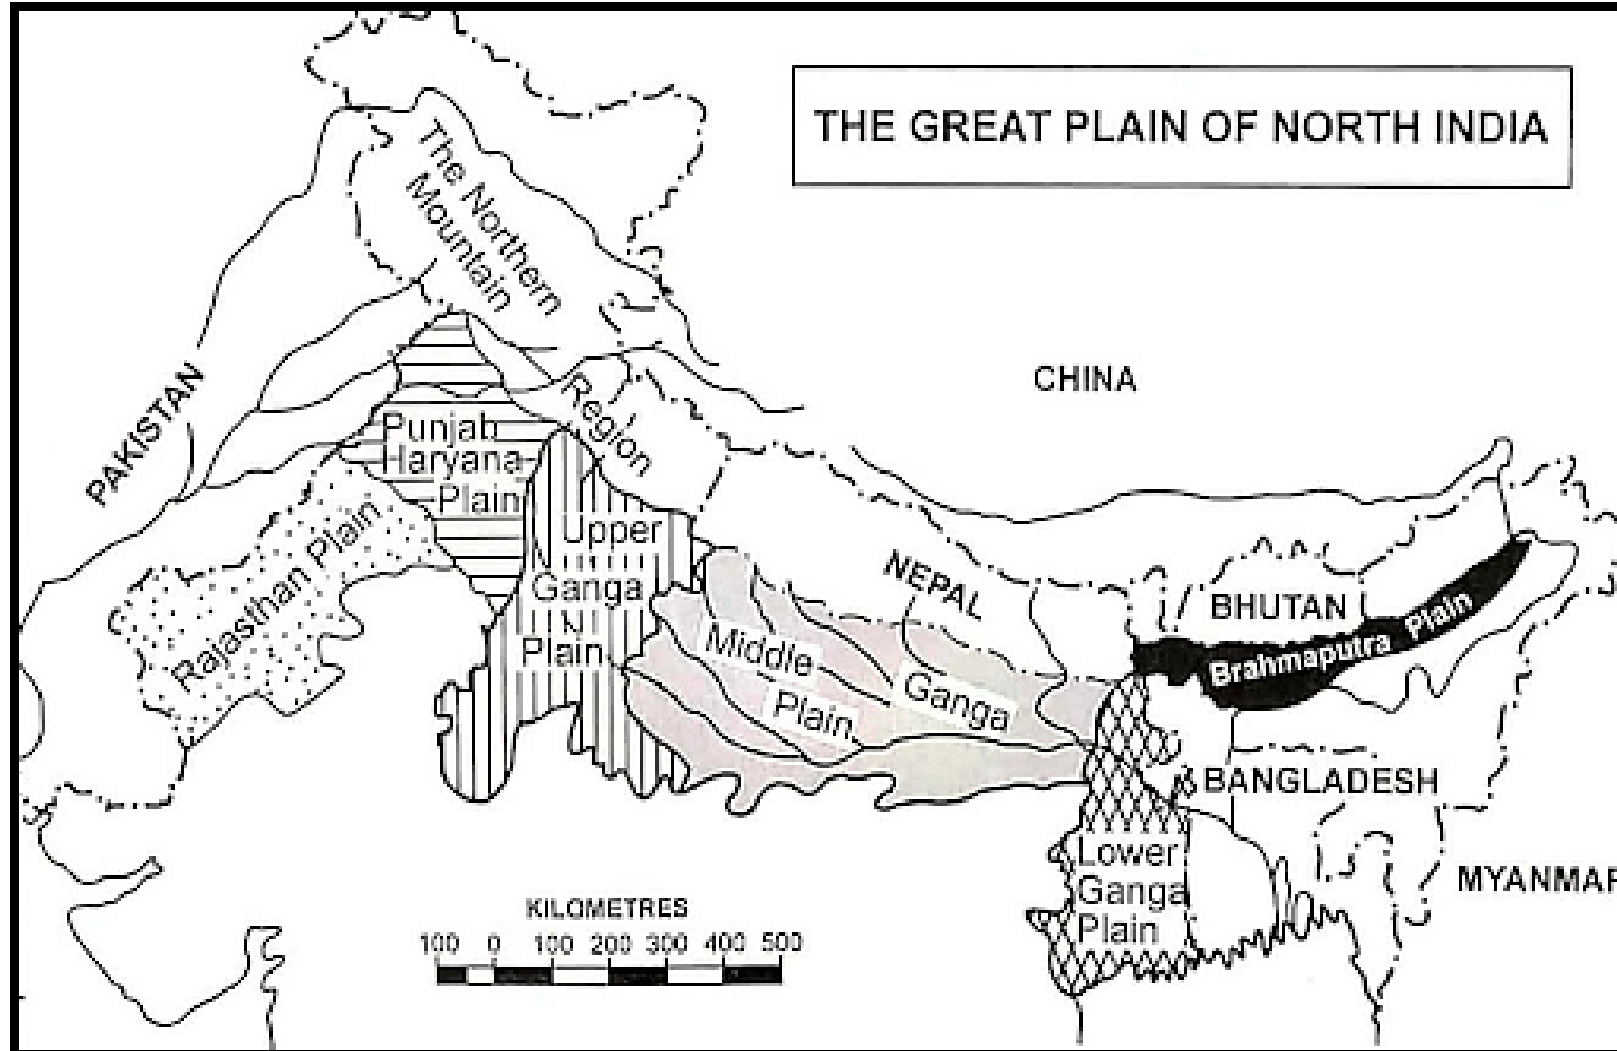 THE GREAT PLAIN OF NORTH INDIA
The Northern
Mountain
Region
PAKISTAN
CHINA
Punjab
Haryana
Plain
Rajasthan Plain
Upper
Ganga
Plain
NEPAL
BHUTAN
Brahmaputra Plain
Middle
Ganga
Plain
BANGLADESH
Lower
Ganga
Plain
MYANMAR
KILOMETRES
100 0 100 200 300 400 500